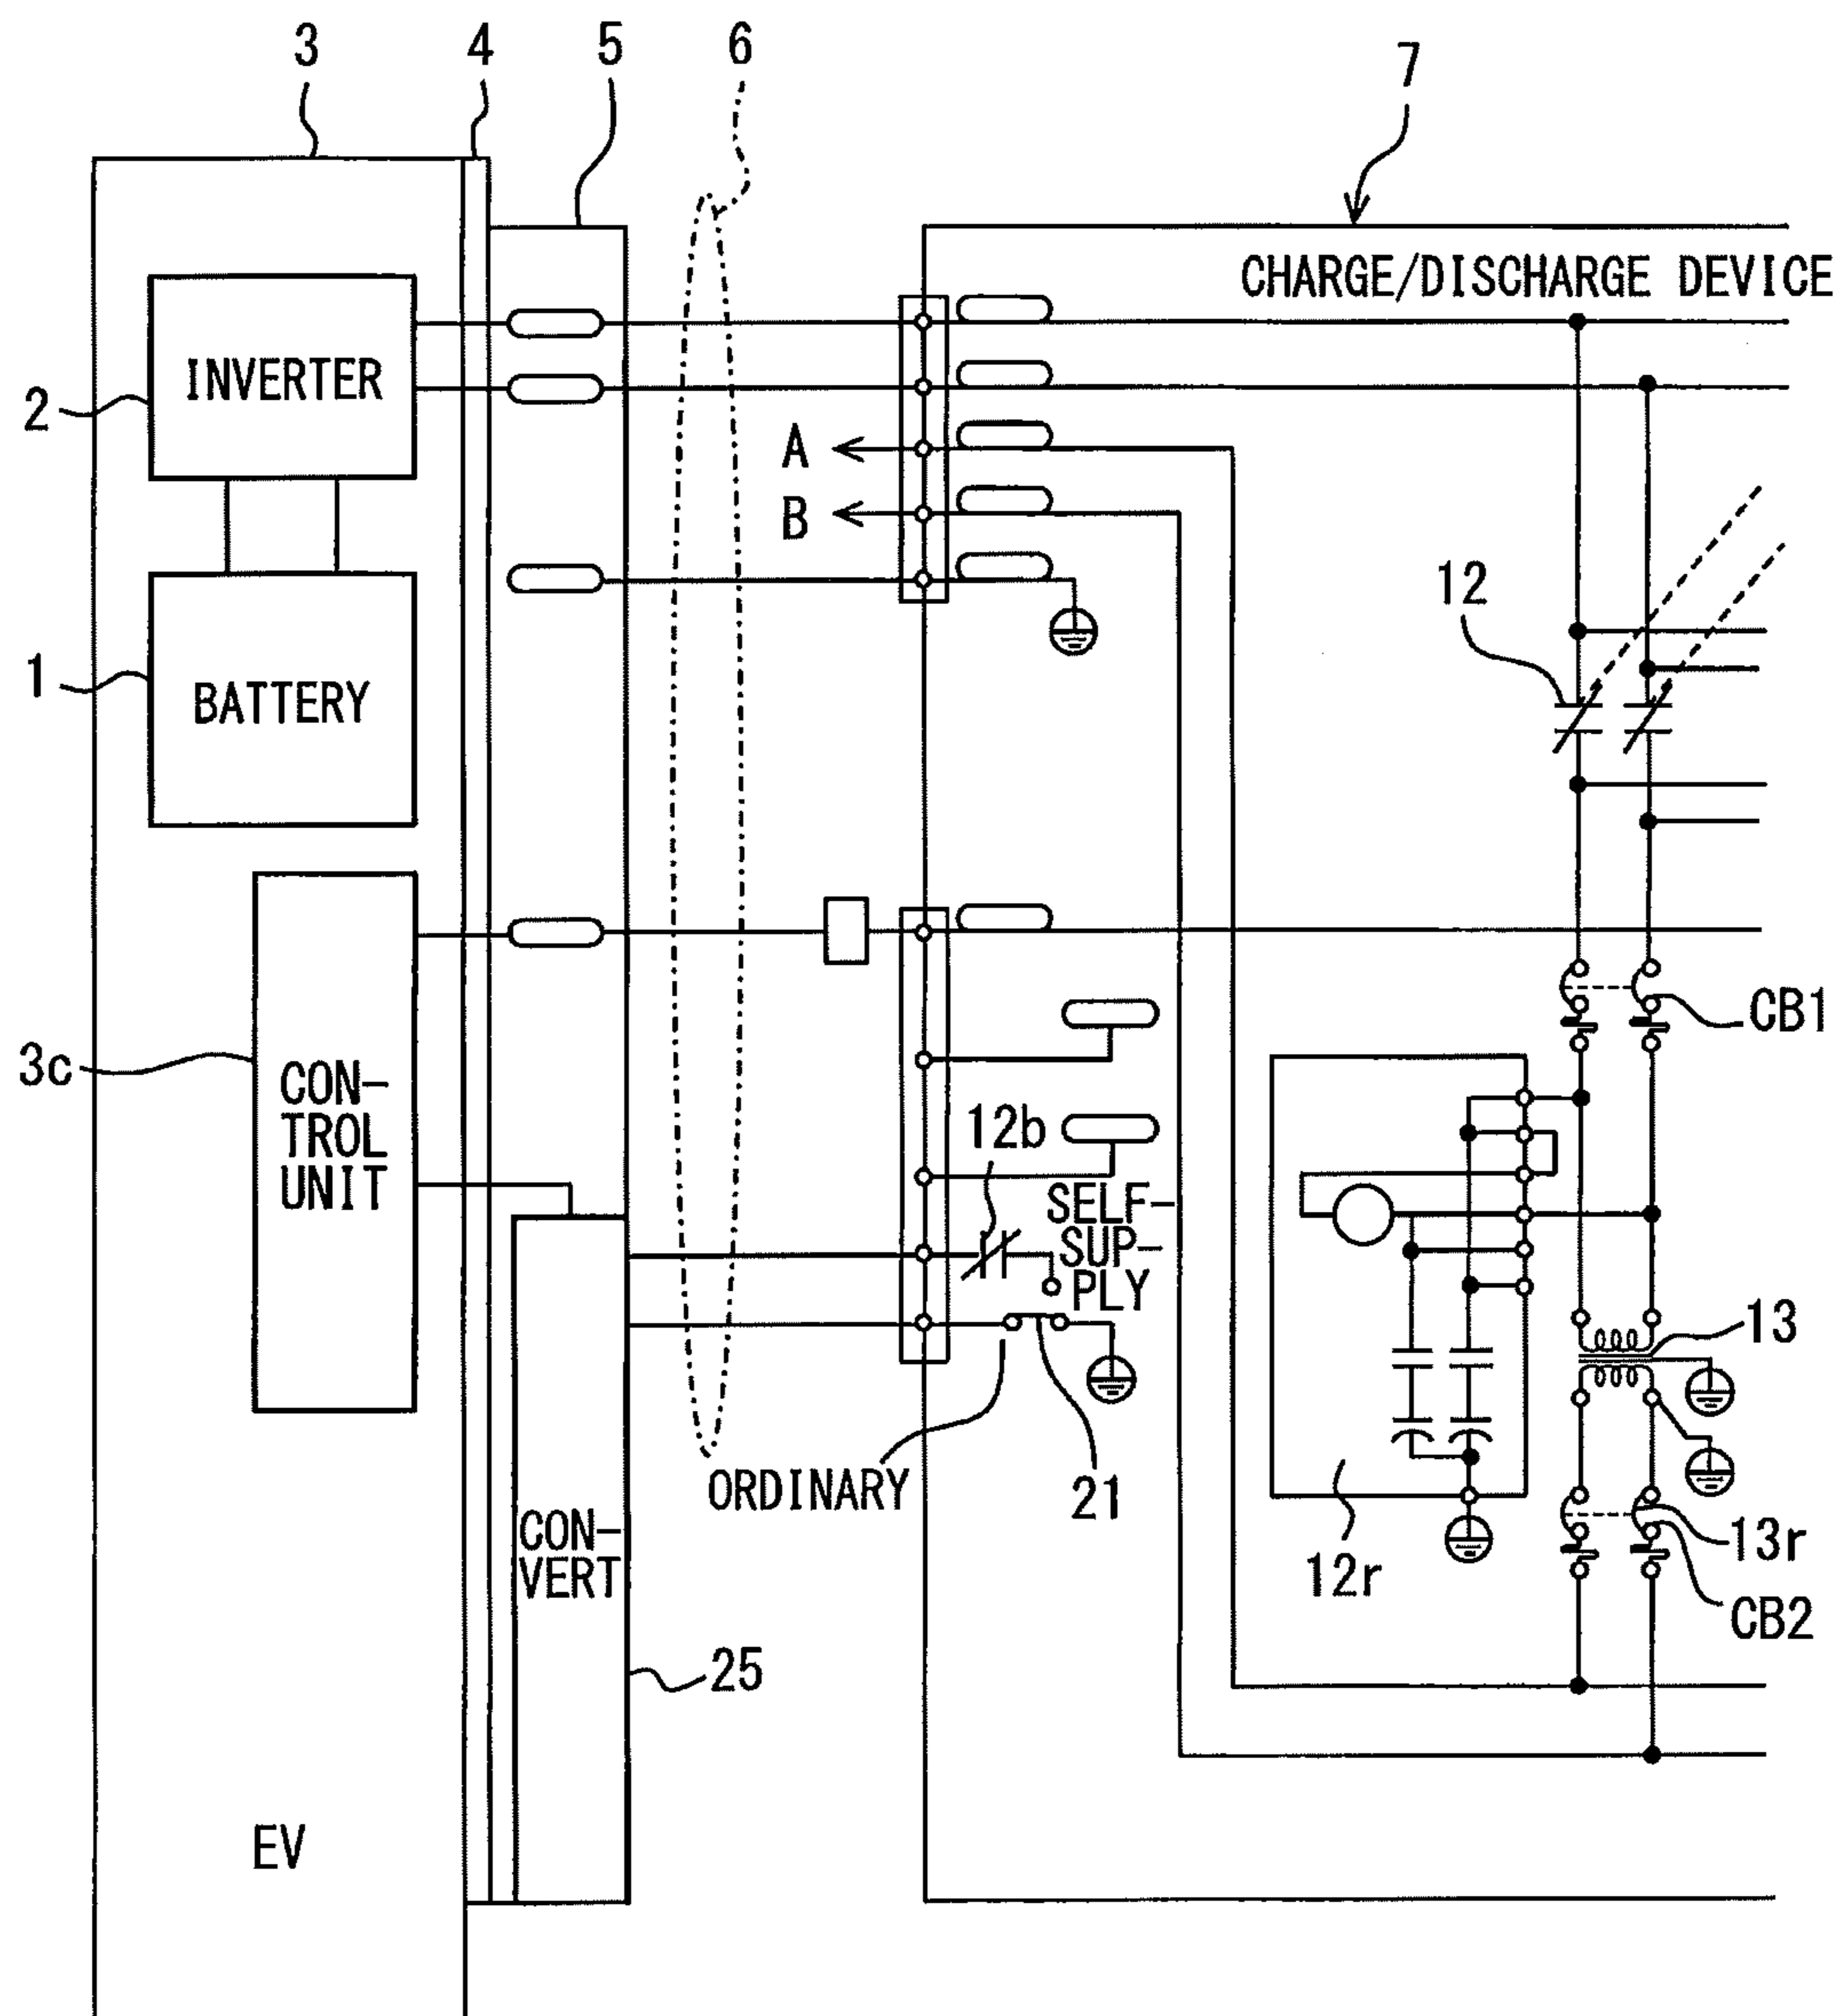 3
4
5
6
7
CHARGE/DISCHARGE DEVICE
INVERTER
2
A
B
12
1
BATTERY
3c
CON-
TROL
UNIT
CB1
12b
SELF-
SUP-
PLY
13
ORDINARY
21
12r
13r
CB2
CON-
VERT
25
EV